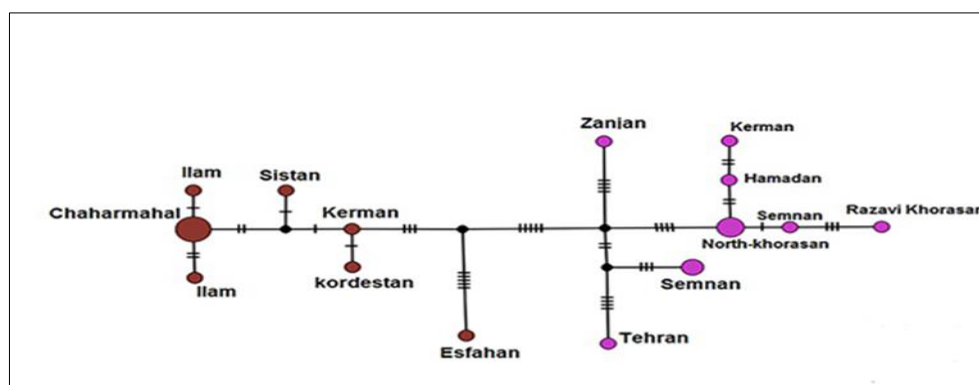 Zanjan
Kerman
Ilam
Sistan
Hamadan
Chaharmahal
Kerman
Semnan
Razavi Khorasan
North-khorasan
Ilam
kordestan
Semnan
Esfahan
Tehran